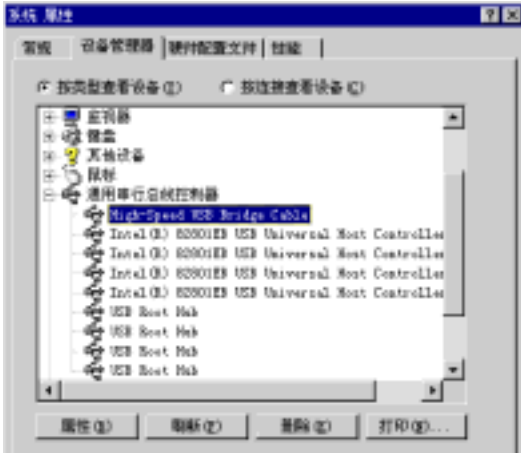 系统 属性
常规 设备管理器 硬件配置文件 性能
按类型查看设备(T) 按连接查看设备(C)
监视器
键盘
其他设备
鼠标
通用串行总线控制器
High-Speed USB Bridge Cable
Intel(R) 82801EB USB Universal Host Controller
Intel(R) 82801EB USB Universal Host Controller
Intel(R) 82801EB USB Universal Host Controller
Intel(R) 82801EB USB Universal Host Controller
USB Root Hub
USB Root Hub
USB Root Hub
USB Root Hub
属性(R) 刷新(F) 删除(E) 打印(N)...